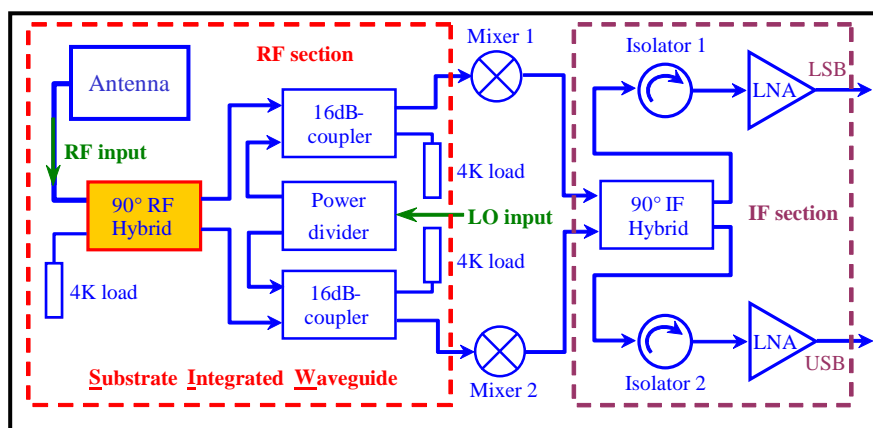 RF section
Antenna
RF input
90° RF
Hybrid
4K load
16dB-
coupler
4K load
Power
divider
LO input
4K load
16dB-
coupler
Substrate Integrated Waveguide
Mixer 1
Mixer 2
Isolator 1
LNA
LSB
90° IF
Hybrid
IF section
Isolator 2
LNA
USB